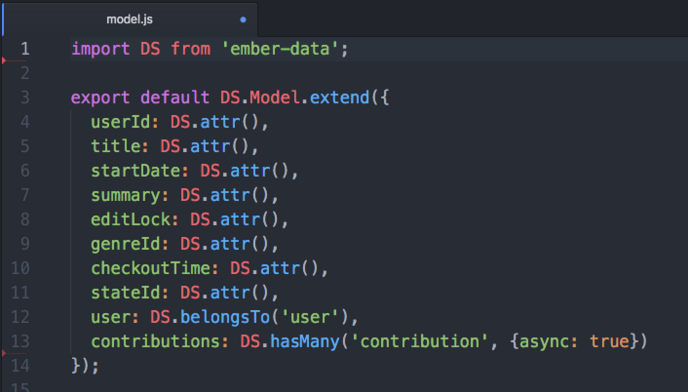 model.js
1 import DS from 'ember-data';
2
3 export default DS.Model.extend({
4 userId: DS.attr(),
5 title: DS.attr(),
6 startDate: DS.attr(),
7 summary: DS.attr(),
8 editLock: DS.attr(),
9 genreId: DS.attr(),
10 checkoutTime: DS.attr(),
11 stateId: DS.attr(),
12 user: DS.belongsTo('user'),
13 contributions: DS.hasMany('contribution', {async: true})
14 });
15